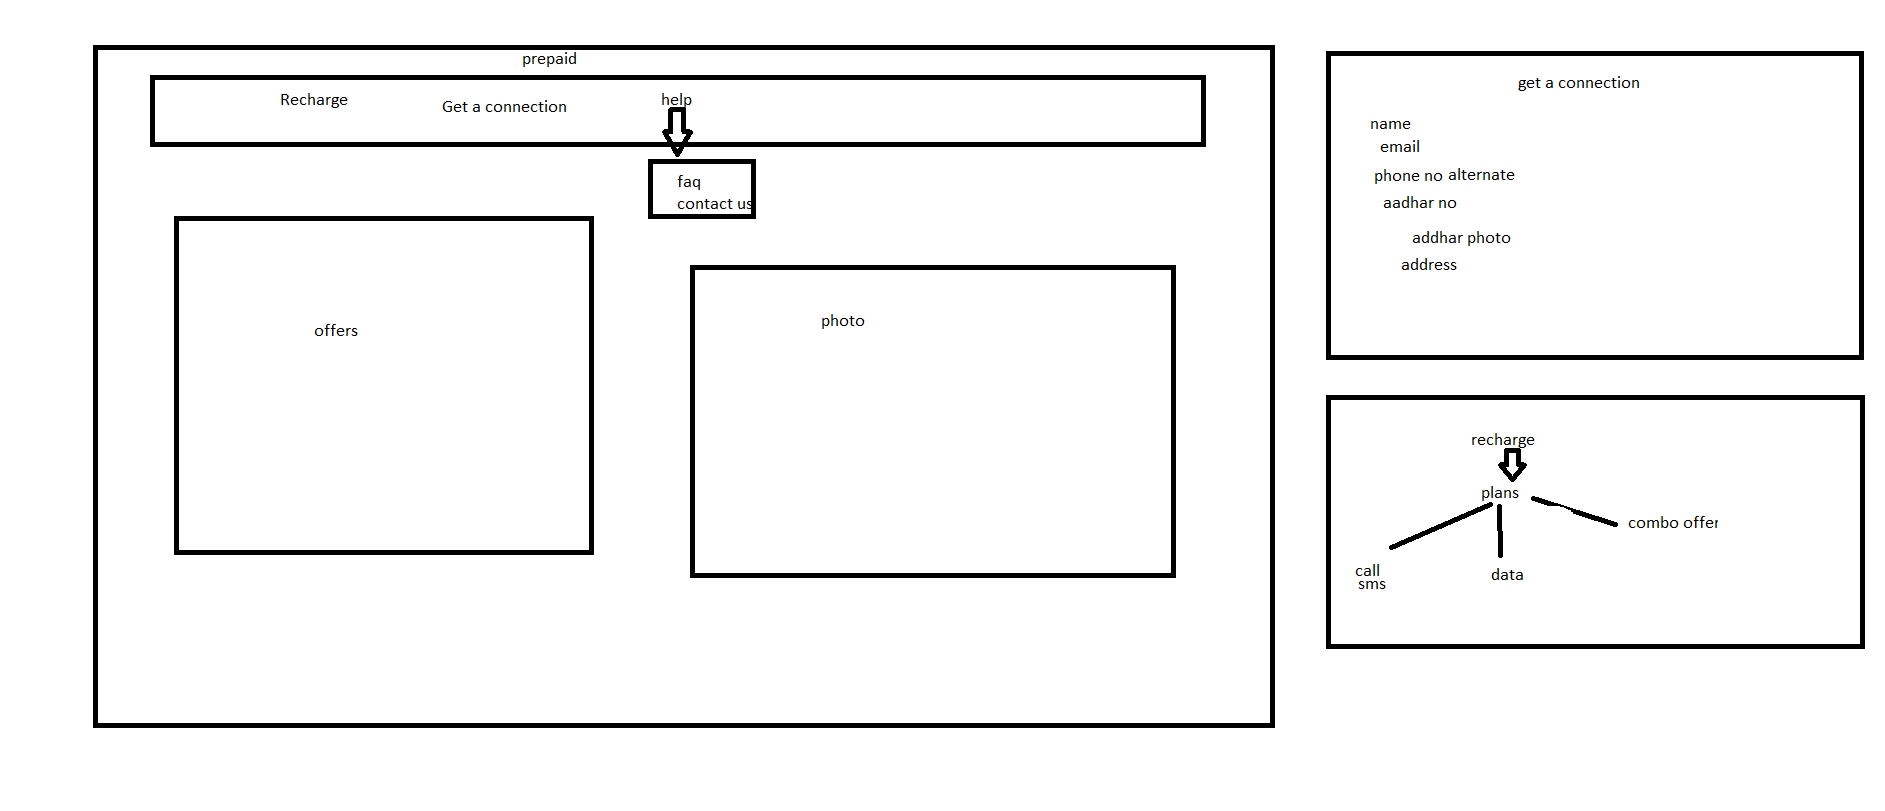 prepaid
Recharge
Get a connection
help
faq
contact us
offers
photo
get a connection
name
email
phone no alternate
aadhar no
addhar photo
address
recharge
plans
combo offer
call
sms
data